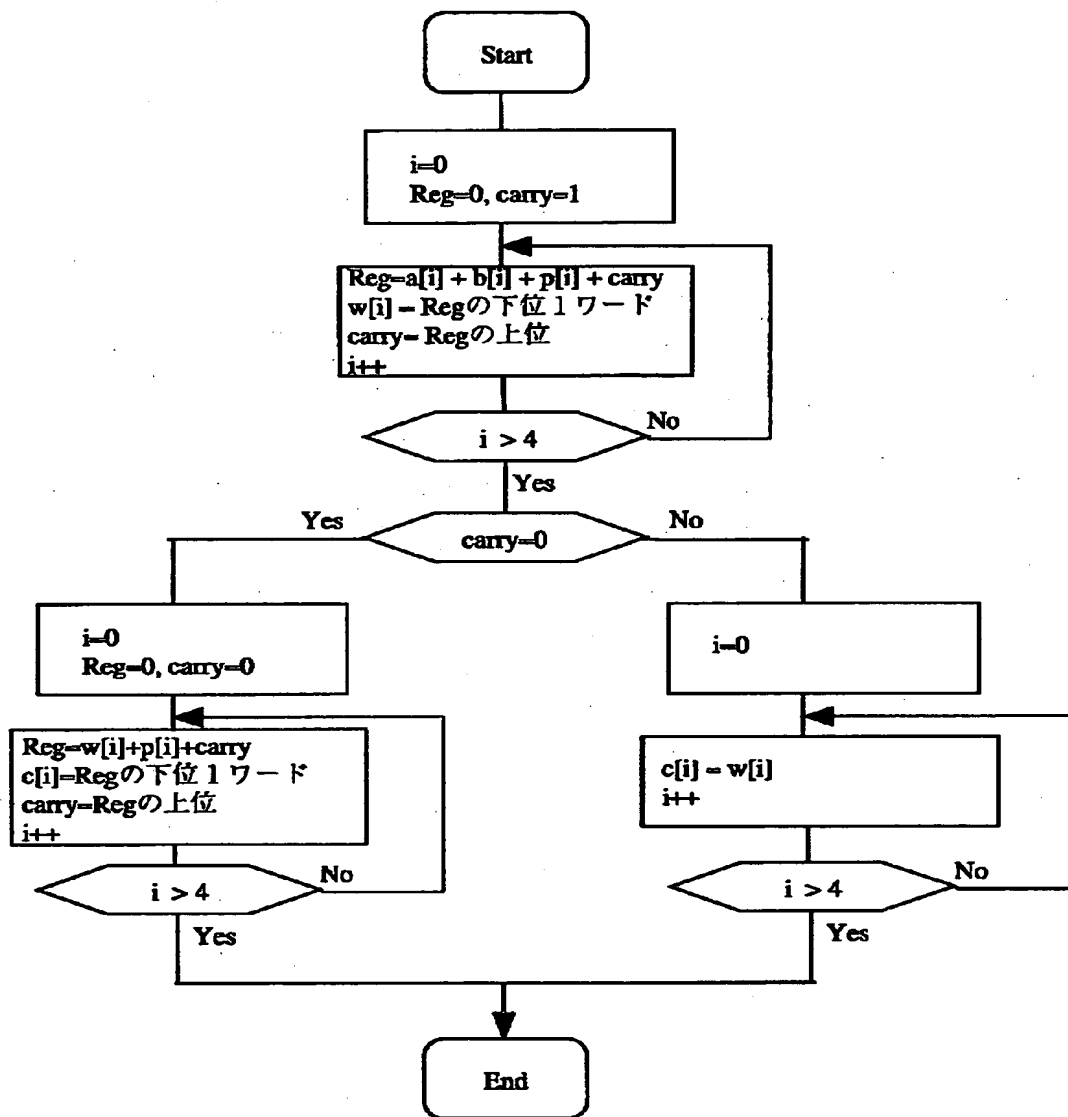 Start
i=0
Reg=0, carry=1
Reg=a[i] + b[i] + p[i] + carry
w[i] = Regの下位１ワード
carry= Regの上位
i++
i > 4
No
Yes
Yes
carry=0
No
i=0
Reg=0, carry=0
i=0
Reg=w[i]+p[i]+carry
c[i]=Regの下位１ワード
carry=Regの上位
i++
c[i] = w[i]
i++
i > 4
No
i > 4
No
Yes
Yes
End